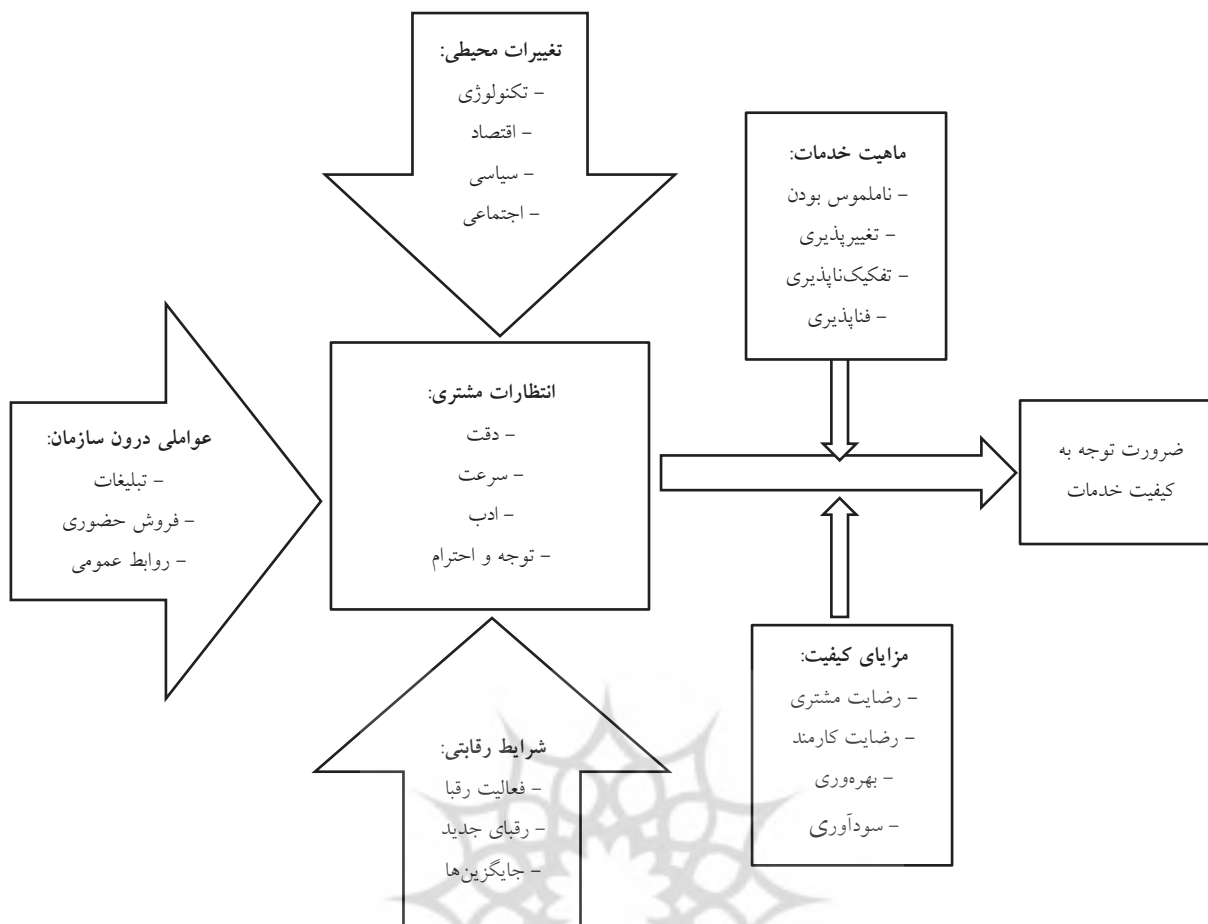 تغییرات محیطی:
- تکنولوژی
- اقتصاد
- سیاسی
- اجتماعی
ماهیت خدمات:
- ناملموس بودن
- تغییرپذیری
- تفکیک‌ناپذیری
- فناپذیری
انتظارات مشتری:
- دقت
- سرعت
- ادب
- توجه و احترام
عواملی درون سازمان:
- تبلیغات
- فروش حضوری
- روابط عمومی
ضرورت توجه به
کیفیت خدمات
مزایای کیفیت:
- رضایت مشتری
- رضایت کارمند
- بهره‌وری
- سودآوری
شرایط رقابتی:
- فعالیت رقبا
- رقبای جدید
- جایگزین‌ها